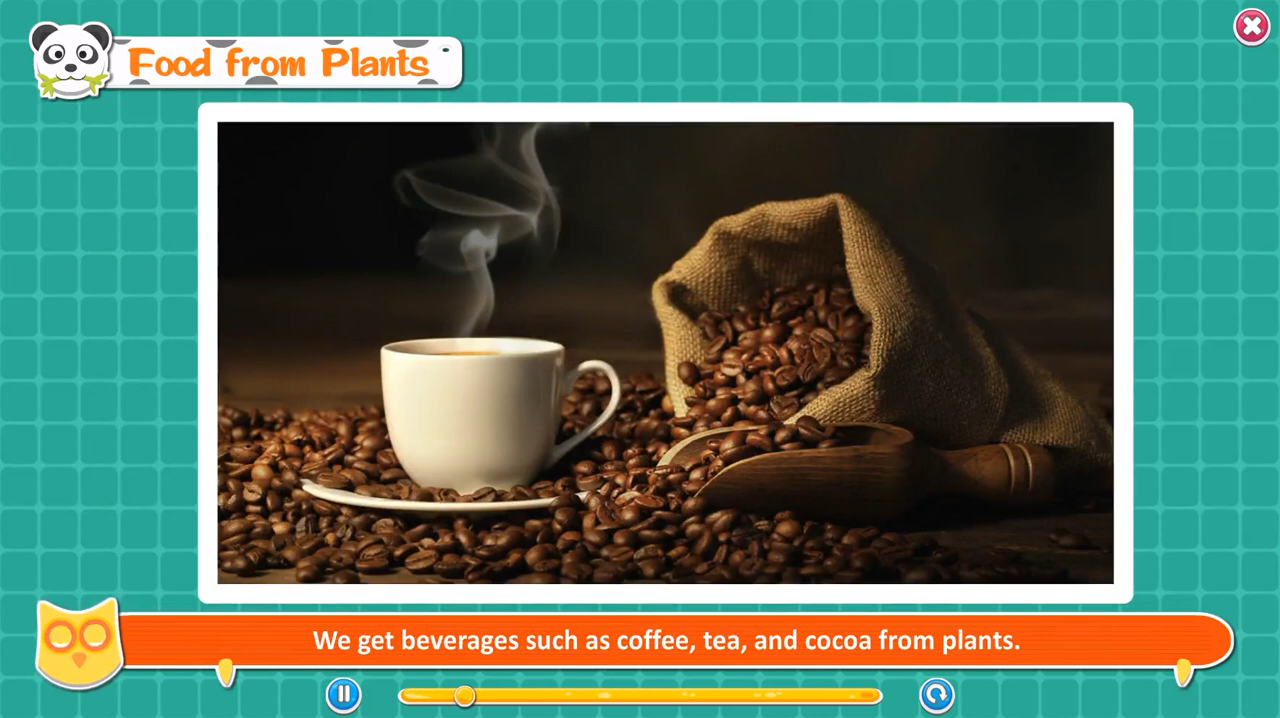 Food from Plants
We get beverages such as coffee, tea, and cocoa from plants.